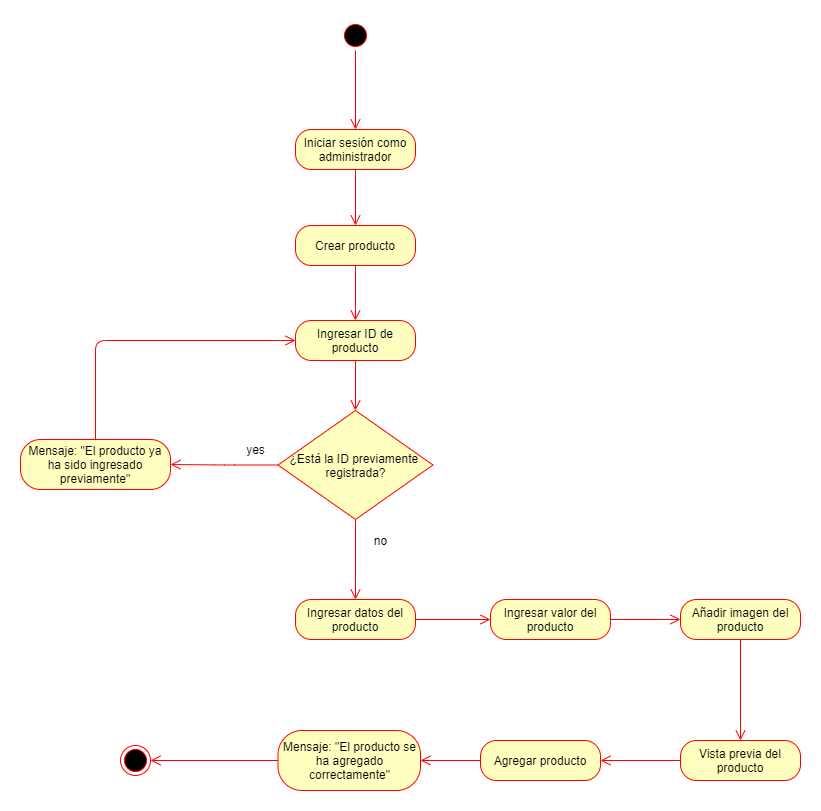 Iniciar sesión como
administrador
Crear producto
Ingresar ID de
producto
¿Está la ID previamente
registrada?
yes
Mensaje: "El producto ya
ha sido ingresado
previamente"
no
Ingresar datos del
producto
Ingresar valor del
producto
Añadir imagen del
producto
Vista previa del
producto
Agregar producto
Mensaje: "El producto se
ha agregado
correctamente"